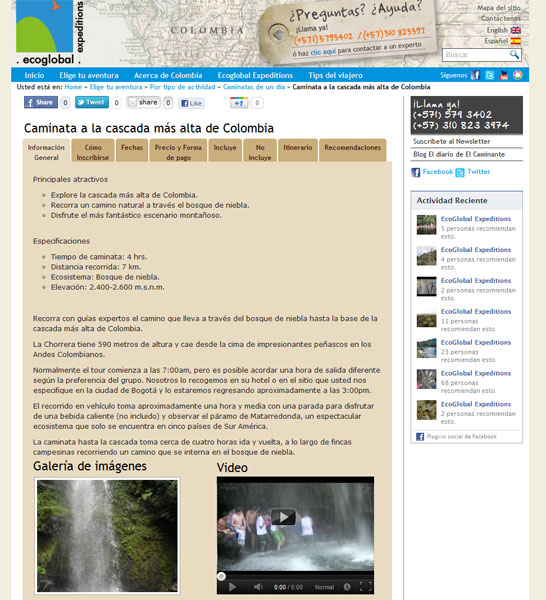 . ecoglobal .
expeditions
COLOMBIA
¿Preguntas? ¿Ayuda?
¡Llama ya!
(+571) 5793402 /(+57)310 8233974
ó haz clic aquí para contactar a un experto
Mapa del sitio
Contactenos
English
Español
Buscar
Inicio Elige tu aventura Acerca de Colombia Ecoglobal Expeditions Tips del viajero Síguenos
Usted está en: Home » Elige tu aventura » Por tipo de actividad » Caminatas de un día » Caminata a la cascada más alta de Colombia
Share 0 Tweet 0 share 0 Like +1 0
Caminata a la cascada más alta de Colombia
Información General
Cómo Inscribirse
Fechas
Precio y Forma de pago
Incluye
No incluye
Itinerario
Recomendaciones
Principales atractivos
Explore la cascada más alta de Colombia.
Recorra un camino natural a través el bosque de niebla.
Disfrute el más fantástico escenario montañoso.
Especificaciones
Tiempo de caminata: 4 hrs.
Distancia recorrida: 7 km.
Ecosistema: Bosque de niebla.
Elevación: 2.400-2.600 m.s.n.m.
Recorra con guías expertos el camino que lleva a través del bosque de niebla hasta la base de la
cascada más alta de Colombia.
La Chorrera tiene 590 metros de altura y cae desde la cima de impresionantes peñascos en los
Andes Colombianos.
Normalmente el tour comienza a las 7:00am, pero es posible acordar una hora de salida diferente
según la preferencia del grupo. Nosotros lo recogemos en su hotel o en el sitio que usted nos
especifique en la ciudad de Bogotá y lo estaremos regresando aproximadamente a las 3:00pm.
El recorrido en vehículo toma aproximadamente una hora y media con una parada para disfrutar
de una bebida caliente (no incluido) y observar el páramo de Matarredonda, un espectacular
ecosistema que solo se encuentra en cinco países de Sur América.
La caminata hasta la cascada toma cerca de cuatro horas ida y vuelta, a lo largo de fincas
campesinas recorriendo un camino que se interna en el bosque de niebla.
Galería de imágenes
Video
0:00 / 0:00 Normal
¡Llama ya!
(+571) 579 3402
(+57) 310 823 3974
Suscribete al Newsletter
Blog El diario de El Caminante
Facebook Twitter
Actividad Reciente
EcoGlobal Expeditions
5 personas recomiendan
esto.
EcoGlobal Expeditions
4 personas recomiendan
esto.
EcoGlobal Expeditions
2 personas recomiendan
esto.
EcoGlobal Expeditions
11 personas
recomiendan esto.
EcoGlobal Expeditions
23 personas
recomiendan esto.
EcoGlobal Expeditions
68 personas
recomiendan esto.
EcoGlobal Expeditions
2 personas recomiendan
esto.
Plug-in social de Facebook